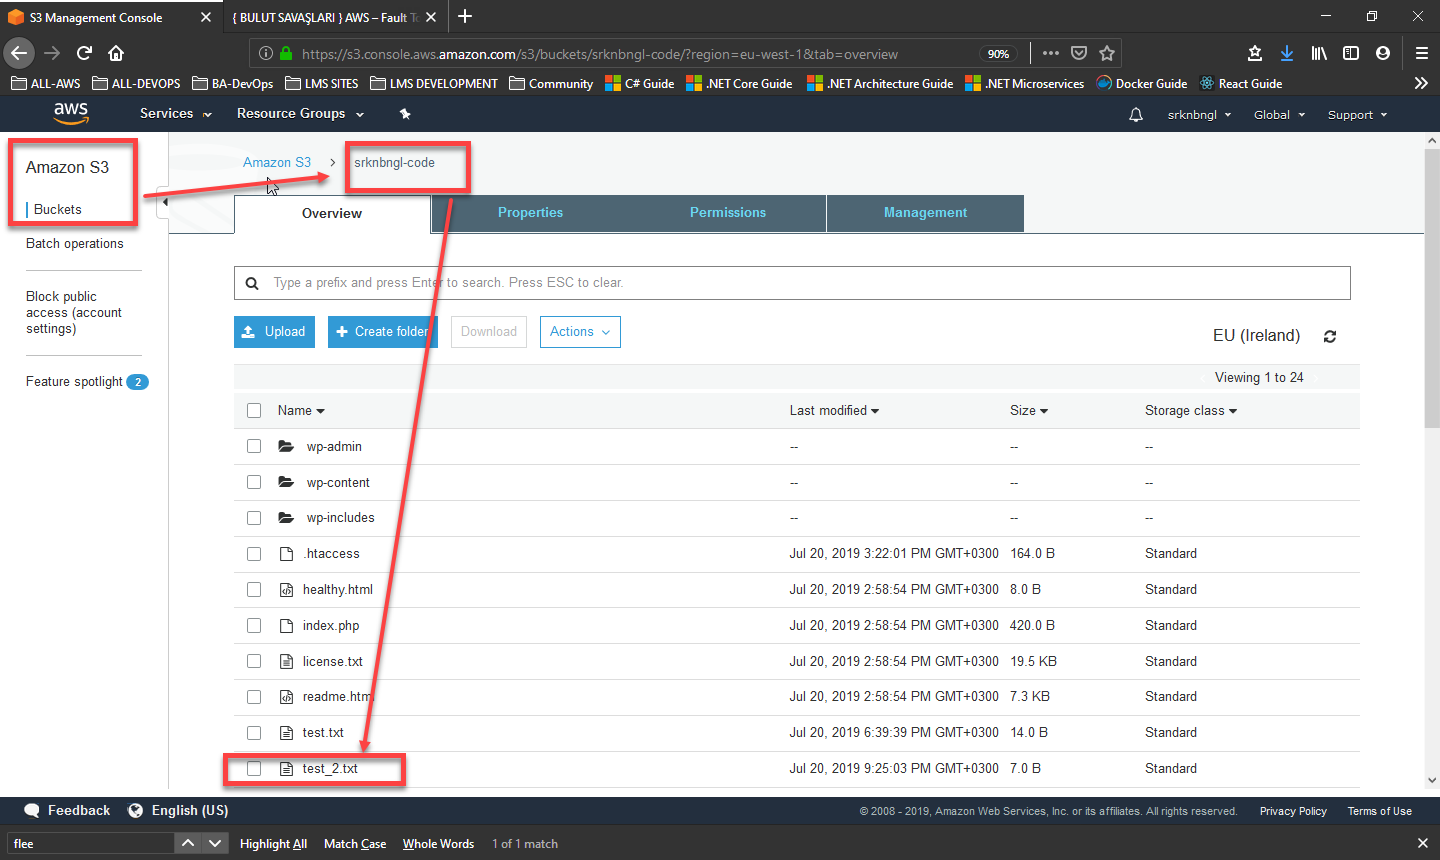 S3 Management Console
{ BULUT SAVAŞLARI } AWS – Fault To
https://s3.console.aws.amazon.com/s3/buckets/srknbngl-code/?region=eu-west-1&tab=overview
90%
ALL-AWS
ALL-DEVOPS
BA-DevOps
LMS SITES
LMS DEVELOPMENT
Community
C# Guide
.NET Core Guide
.NET Architecture Guide
.NET Microservices
Docker Guide
React Guide
aws
Services
Resource Groups
srknbngl
Global
Support
Amazon S3
Buckets
Batch operations
Block public
access (account
settings)
Feature spotlight 2
Amazon S3 > srknbngl-code
Overview
Properties
Permissions
Management
Type a prefix and press Enter to search. Press ESC to clear.
Upload
Create folder
Download
Actions
EU (Ireland)
Viewing 1 to 24
Name Last modified Size Storage class
wp-admin -- -- --
wp-content -- -- --
wp-includes -- -- --
.htaccess Jul 20, 2019 3:22:01 PM GMT+0300 164.0 B Standard
healthy.html Jul 20, 2019 2:58:54 PM GMT+0300 8.0 B Standard
index.php Jul 20, 2019 2:58:54 PM GMT+0300 420.0 B Standard
license.txt Jul 20, 2019 2:58:54 PM GMT+0300 19.5 KB Standard
readme.html Jul 20, 2019 2:58:54 PM GMT+0300 7.3 KB Standard
test.txt Jul 20, 2019 6:39:39 PM GMT+0300 14.0 B Standard
test_2.txt Jul 20, 2019 9:25:03 PM GMT+0300 7.0 B Standard
Feedback
English (US)
© 2008 - 2019, Amazon Web Services, Inc. or its affiliates. All rights reserved.
Privacy Policy
Terms of Use
flee
Highlight All
Match Case
Whole Words
1 of 1 match